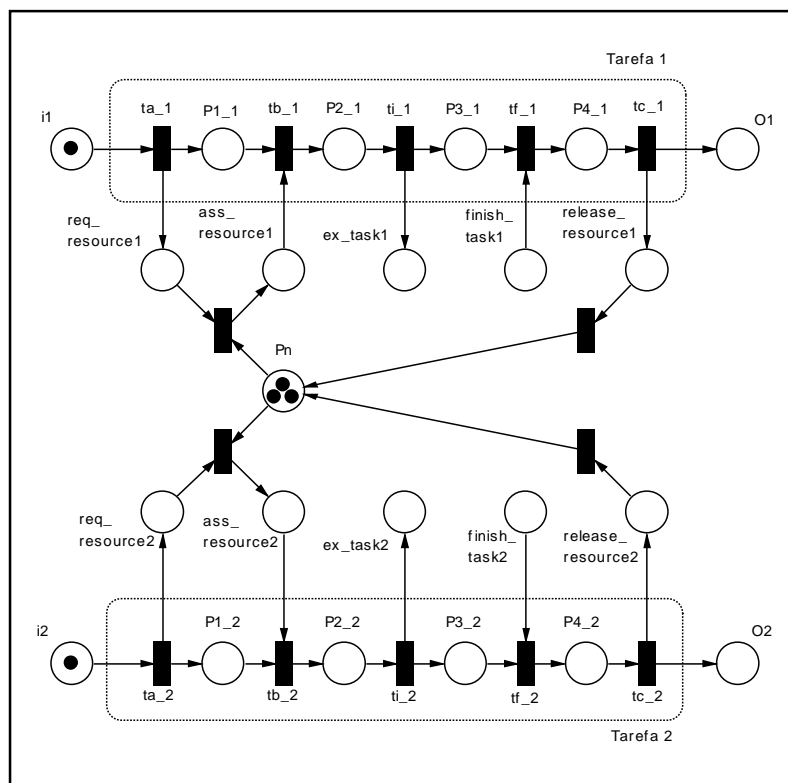 Tarefa 1
i1
ta_1
P1_1
tb_1
P2_1
ti_1
P3_1
tf_1
P4_1
tc_1
O1
req_
resource1
ass_
resource1
ex_task1
finish_
task1
release_
resource1
Pn
req_
resource2
ass_
resource2
ex_task2
finish_
task2
release_
resource2
i2
P1_2
P2_2
P3_2
P4_2
O2
ta_2
tb_2
ti_2
tf_2
tc_2
Tarefa 2